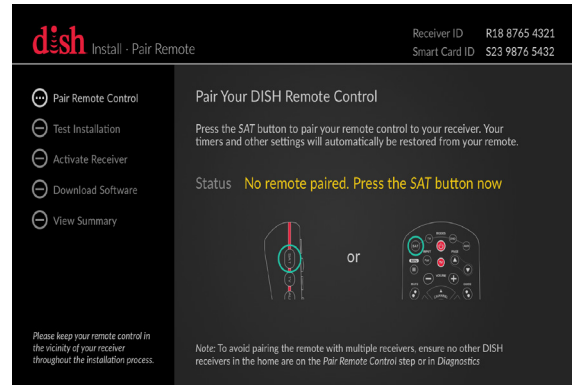 dish Install - Pair Remote
Receiver ID R18 8765 4321
Smart Card ID S23 9876 5432
Pair Remote Control
Test Installation
Activate Receiver
Download Software
View Summary
Please keep your remote control in
the vicinity of your receiver
throughout the installation process.
Pair Your DISH Remote Control
Press the SAT button to pair your remote control to your receiver. Your
timers and other settings will automatically be restored from your remote.
Status No remote paired. Press the SAT button now
SAT
or
SAT
Note: To avoid pairing the remote with multiple receivers, ensure no other DISH
receivers in the home are on the Pair Remote Control step or in Diagnostics